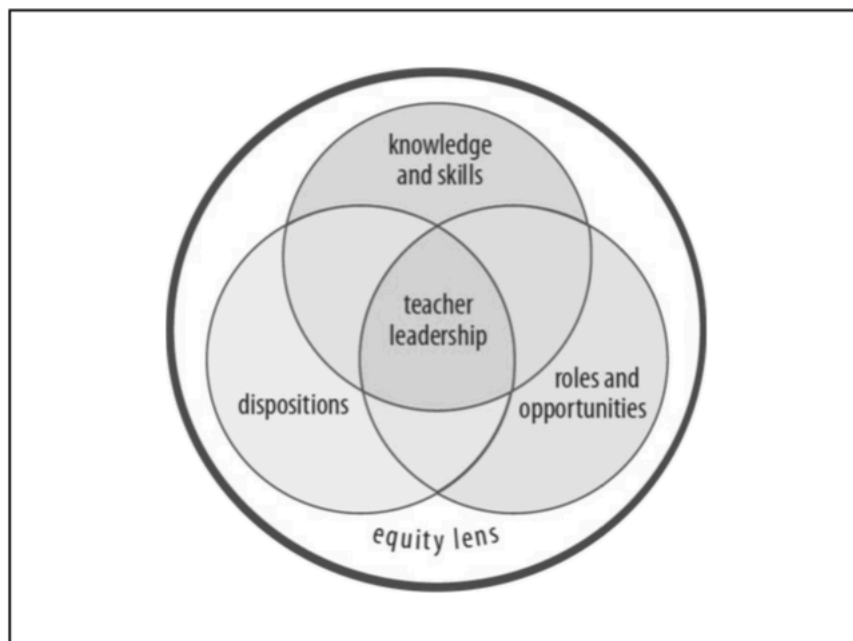 knowledge
and skills
teacher
leadership
dispositions
roles and
opportunities
equity lens